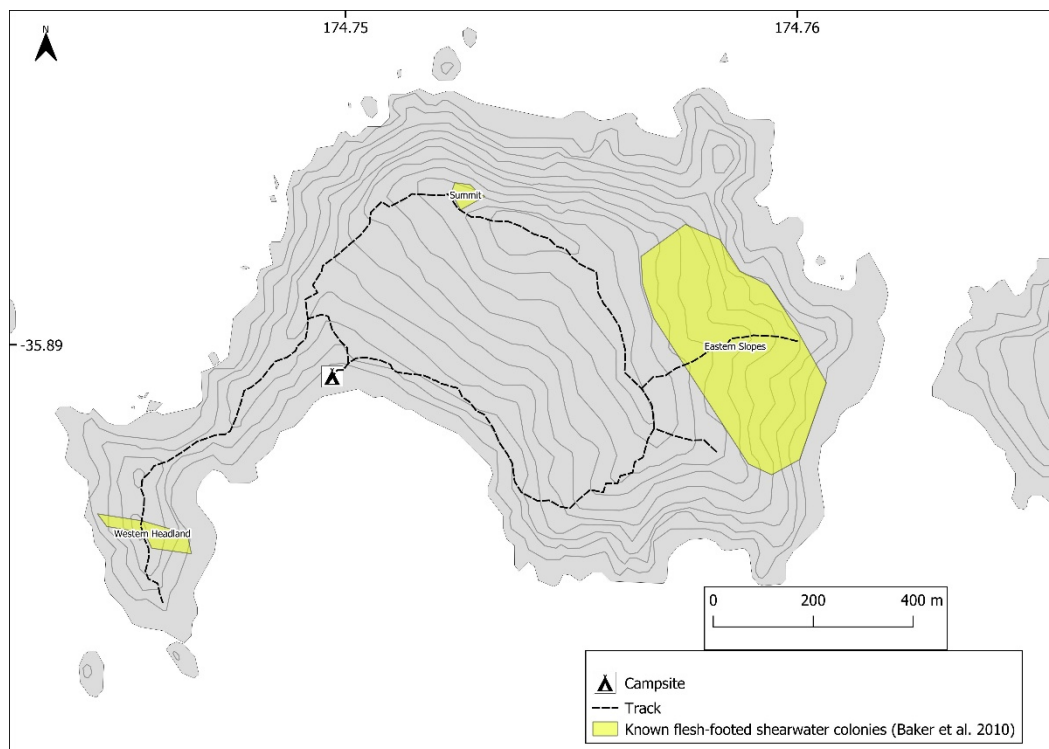 174.75
174.76
N
Summit
-35.89
Eastern Slopes
Western Headland
0 200 400 m
Campsite
Track
Known flesh-footed shearwater colonies (Baker et al. 2010)